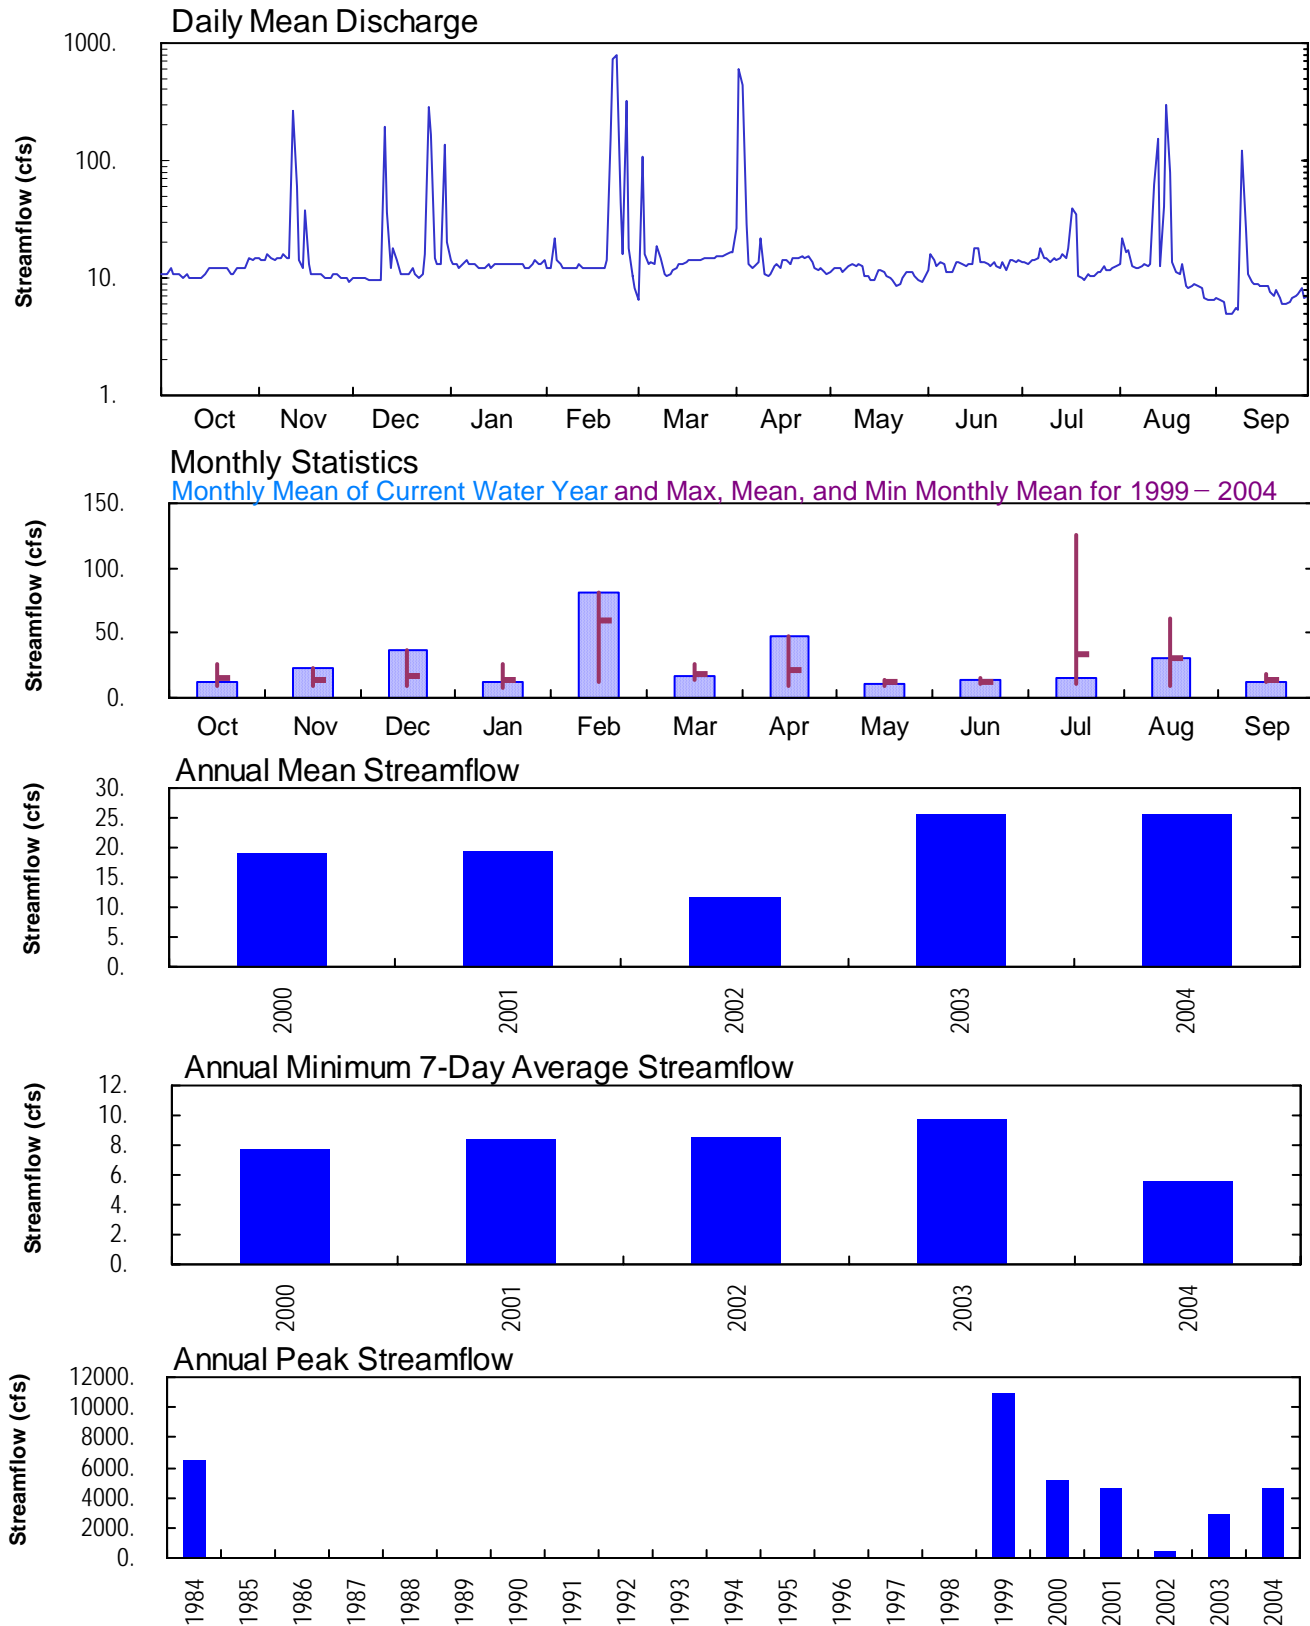 Daily Mean Discharge
Streamflow (cfs)
1000.
100.
10.
1.
Oct Nov Dec Jan Feb Mar Apr May Jun Jul Aug Sep
Monthly Statistics
Monthly Mean of Current Water Year and Max, Mean, and Min Monthly Mean for 1999 – 2004
Streamflow (cfs)
150.
100.
50.
0.
Oct Nov Dec Jan Feb Mar Apr May Jun Jul Aug Sep
Annual Mean Streamflow
Streamflow (cfs)
30.
25.
20.
15.
10.
5.
0.
2000 2001 2002 2003 2004
Annual Minimum 7-Day Average Streamflow
Streamflow (cfs)
12.
10.
8.
6.
4.
2.
0.
2000 2001 2002 2003 2004
Annual Peak Streamflow
Streamflow (cfs)
12000.
10000.
8000.
6000.
4000.
2000.
0.
1984 1985 1986 1987 1988 1989 1990 1991 1992 1993 1994 1995 1996 1997 1998 1999 2000 2001 2002 2003 2004